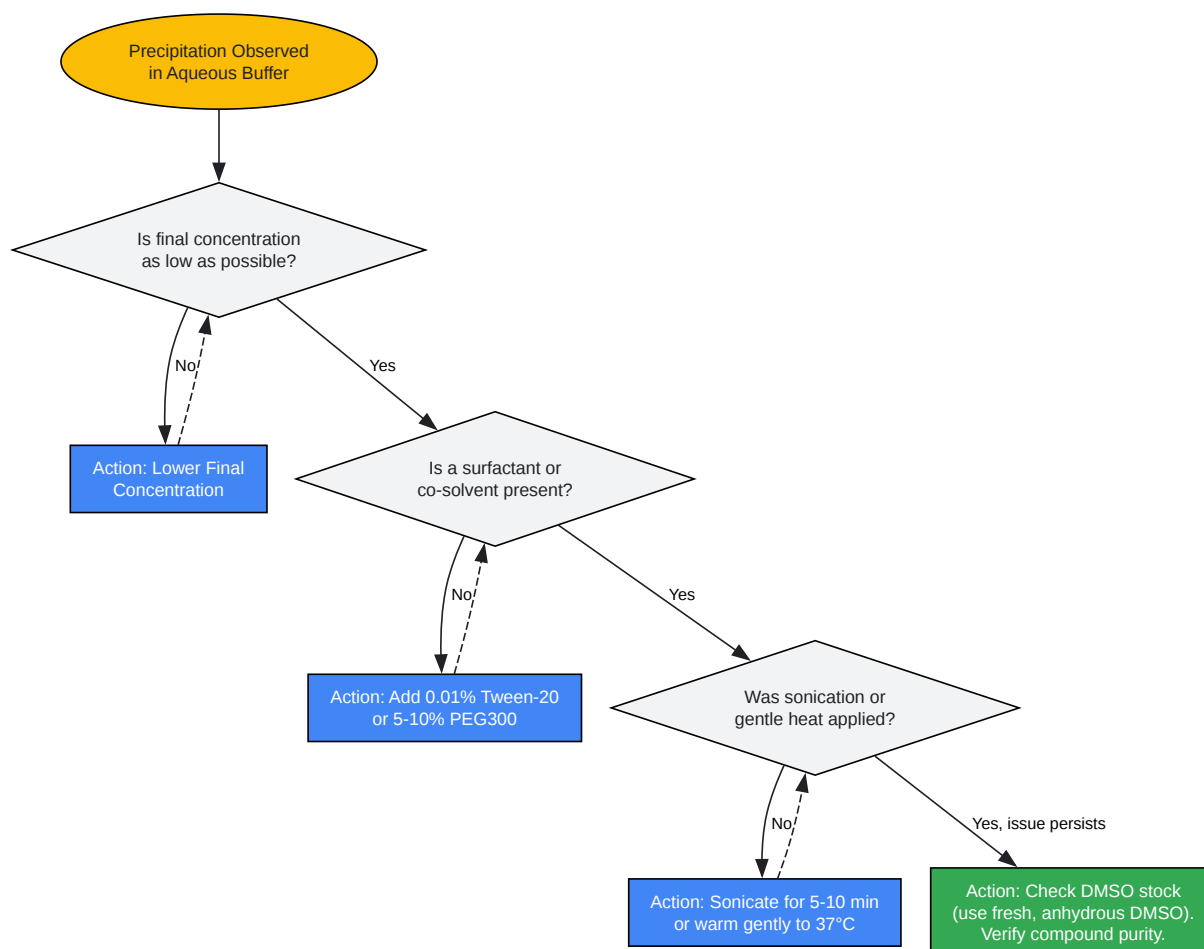 Precipitation Observed
in Aqueous Buffer
Is final concentration
as low as possible?
No
Yes
Action: Lower Final
Concentration
Is a surfactant or
co-solvent present?
No
Yes
Action: Add 0.01% Tween-20
or 5-10% PEG300
Was sonication or
gentle heat applied?
No
Yes, issue persists
Action: Sonicate for 5-10 min
or warm gently to 37°C
Action: Check DMSO stock
(use fresh, anhydrous DMSO).
Verify compound purity.